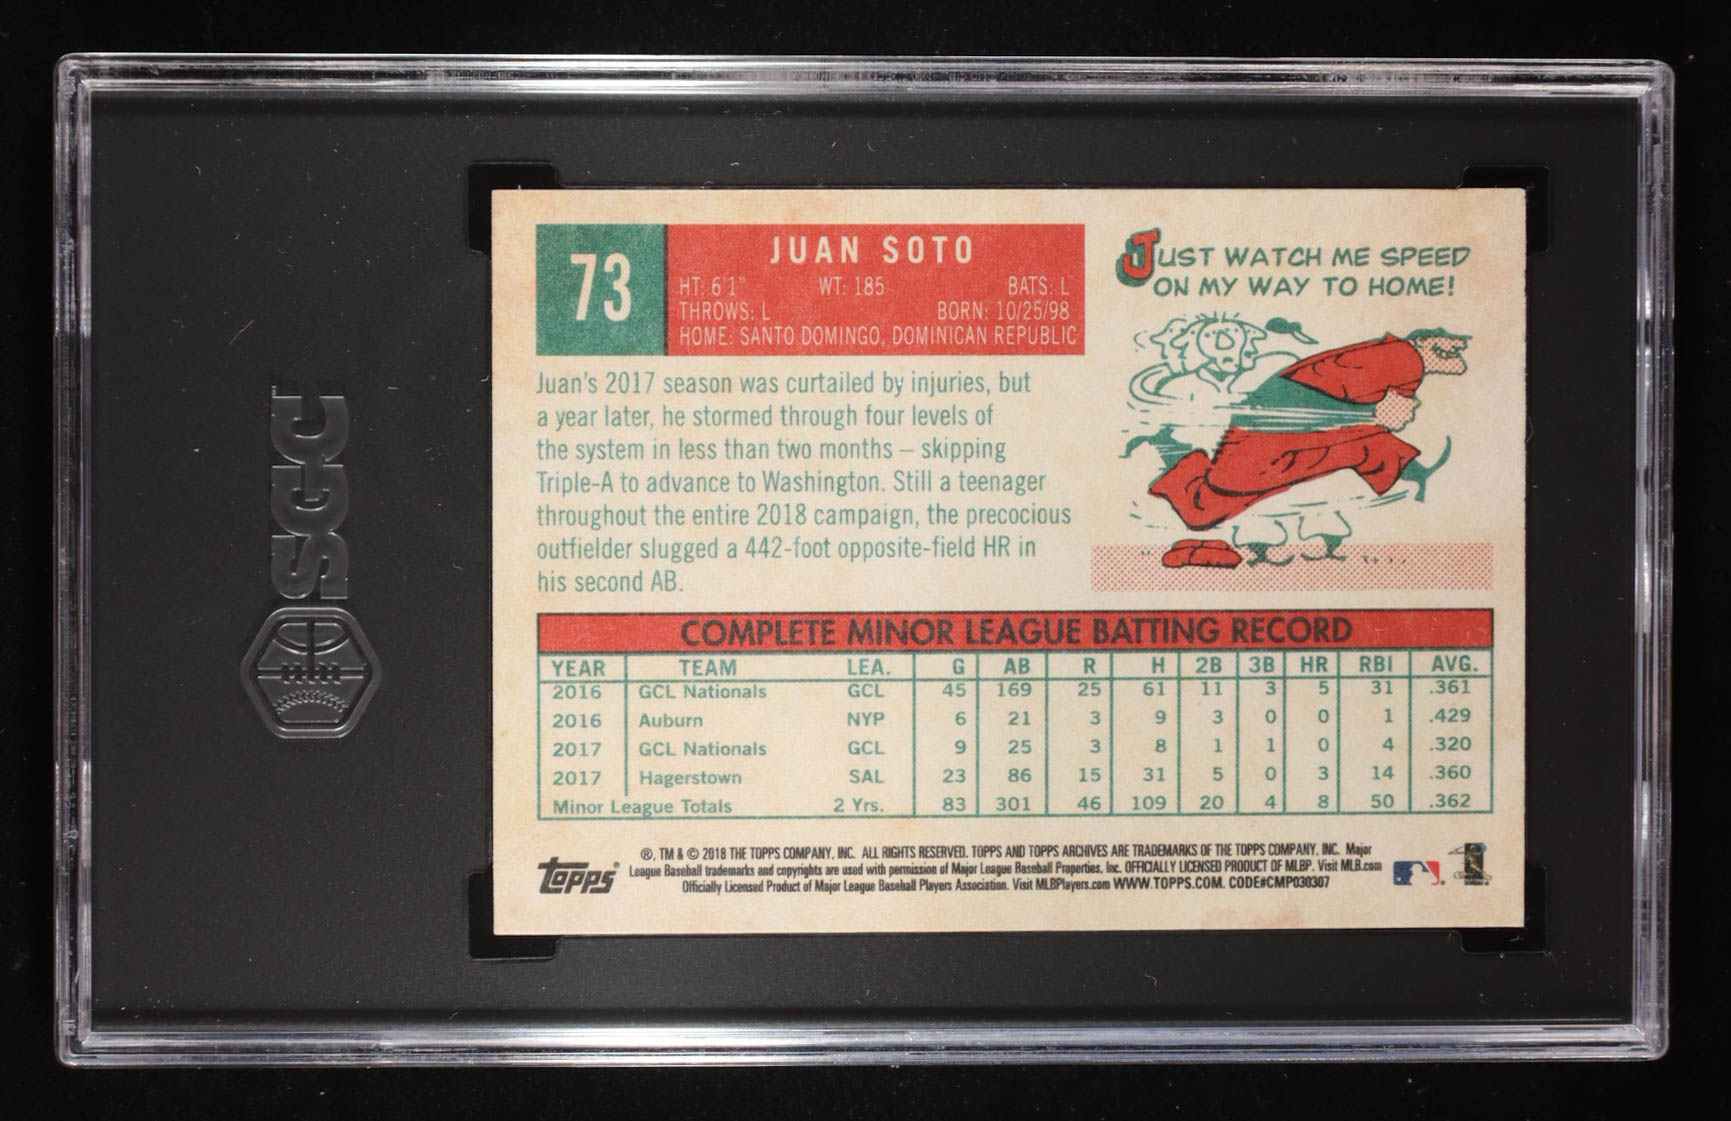 SGC
73
JUAN SOTO
HT: 6'1" WT: 185 BATS: L
THROWS: L BORN: 10/25/98
HOME: SANTO DOMINGO, DOMINICAN REPUBLIC
JUST WATCH ME SPEED
ON MY WAY TO HOME!
Juan's 2017 season was curtailed by injuries, but
a year later, he stormed through four levels of
the system in less than two months – skipping
Triple-A to advance to Washington. Still a teenager
throughout the entire 2018 campaign, the precocious
outfielder slugged a 442-foot opposite-field HR in
his second AB.
COMPLETE MINOR LEAGUE BATTING RECORD
YEAR TEAM LEA. G AB R H 2B 3B HR RBI AVG.
2016 GCL Nationals GCL 45 169 25 61 11 3 5 31 .361
2016 Auburn NYP 6 21 3 9 3 0 0 1 .429
2017 GCL Nationals GCL 9 25 3 8 1 1 0 4 .320
2017 Hagerstown SAL 23 86 15 31 5 0 3 14 .360
Minor League Totals 2 Yrs. 83 301 46 109 20 4 8 50 .362
topps®
®, TM & © 2018 THE TOPPS COMPANY, INC. ALL RIGHTS RESERVED. TOPPS AND TOPPS ARCHIVES ARE TRADEMARKS OF THE TOPPS COMPANY, INC. Major
League Baseball trademarks and copyrights are used with permission of Major League Baseball Properties, Inc. OFFICIALLY LICENSED PRODUCT OF MLBP. Visit MLB.com
Officially Licensed Product of Major League Baseball Players Association. Visit MLBPlayers.com WWW.TOPPS.COM. CODE#CMP030307